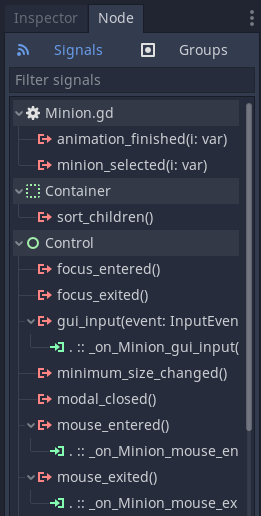 Inspector Node
Signals Groups
Filter signals
Minion.gd
animation_finished(i: var)
minion_selected(i: var)
Container
sort_children()
Control
focus_entered()
focus_exited()
gui_input(event: InputEven
. :: _on_Minion_gui_input(
minimum_size_changed()
modal_closed()
mouse_entered()
. :: _on_Minion_mouse_en
mouse_exited()
. :: _on_Minion_mouse_ex